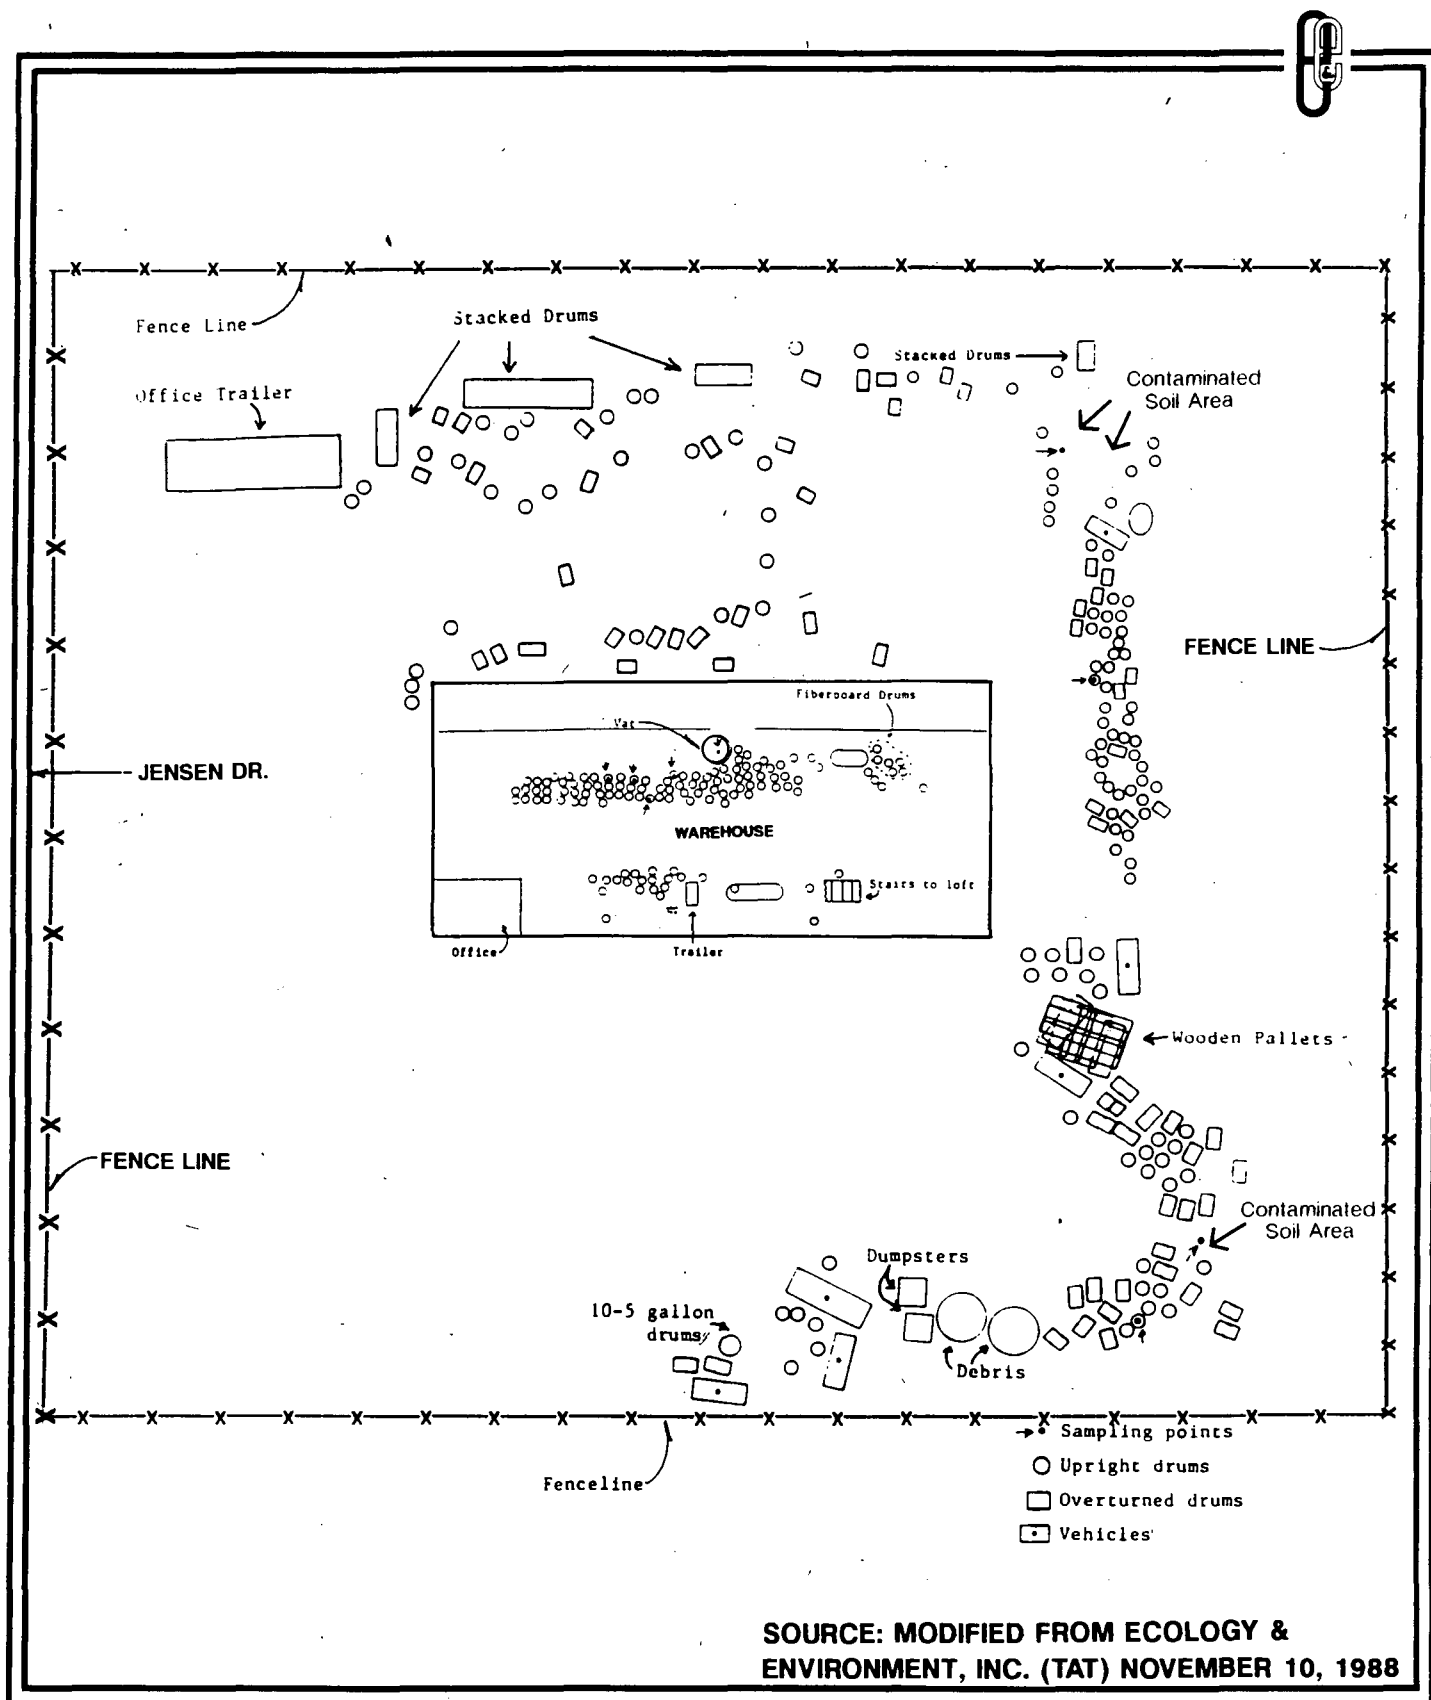 Fence Line
Stacked Drums
Stacked Drums
Office Trailer
Contaminated
Soil Area
FENCE LINE
Fiberboard Drums
Vat
JENSEN DR.
WAREHOUSE
Stairs to loft
Office
Trailer
Wooden Pallets
FENCE LINE
Contaminated
Soil Area
Dumpsters
10-5 gallon
drums
Debris
Sampling points
Upright drums
Fenceline
Overturned drums
Vehicles
SOURCE: MODIFIED FROM ECOLOGY &
ENVIRONMENT, INC. (TAT) NOVEMBER 10, 1988